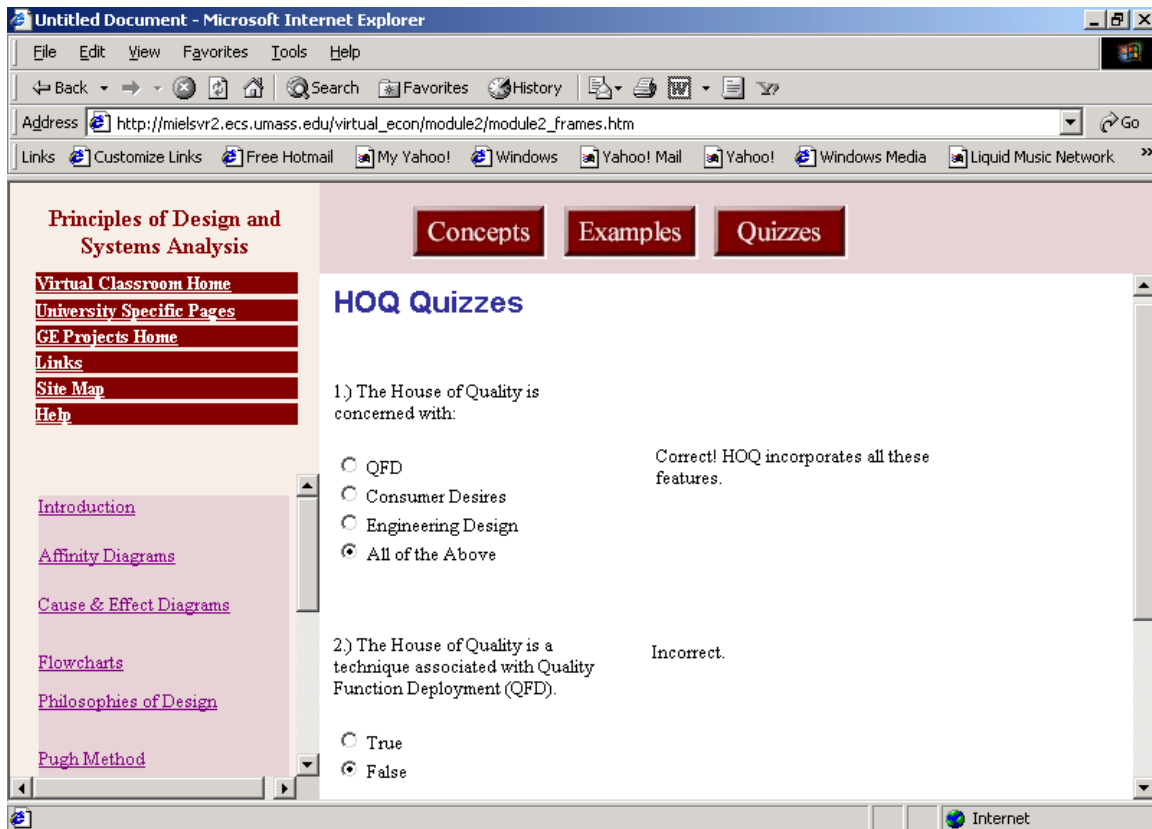 Untitled Document - Microsoft Internet Explorer
File Edit View Favorites Tools Help
Back Search Favorites History
Address http://mielsvr2.ecs.umass.edu/virtual_econ/module2/module2_frames.htm Go
Links Customize Links Free Hotmail My Yahoo! Windows Yahoo! Mail Yahoo! Windows Media Liquid Music Network »
Principles of Design and
Systems Analysis
Virtual Classroom Home
University Specific Pages
GE Projects Home
Links
Site Map
Help
Introduction
Affinity Diagrams
Cause & Effect Diagrams
Flowcharts
Philosophies of Design
Pugh Method
Concepts Examples Quizzes
HOQ Quizzes
1.) The House of Quality is
concerned with:
QFD
Consumer Desires
Engineering Design
All of the Above
Correct! HOQ incorporates all these
features.
2.) The House of Quality is a
technique associated with Quality
Function Deployment (QFD).
Incorrect.
True
False
Internet